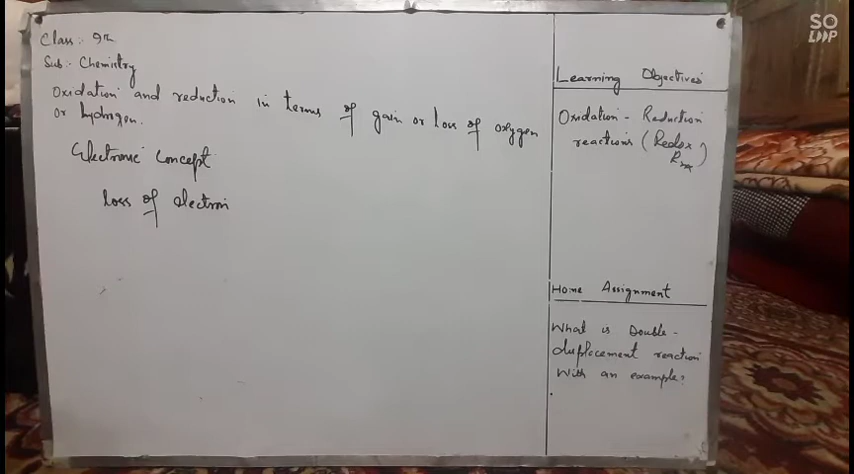 Class :- 9th
Sub :- Chemistry
Oxidation and reduction in terms of gain or loss of oxygen
or hydrogen.
Electronic concept
loss of electron
Learning Objectives
Oxidation - Reduction
reactions (Redox
Rxn)
Home Assignment
What is Double -
displacement reaction
With an example?
SO
LOOP